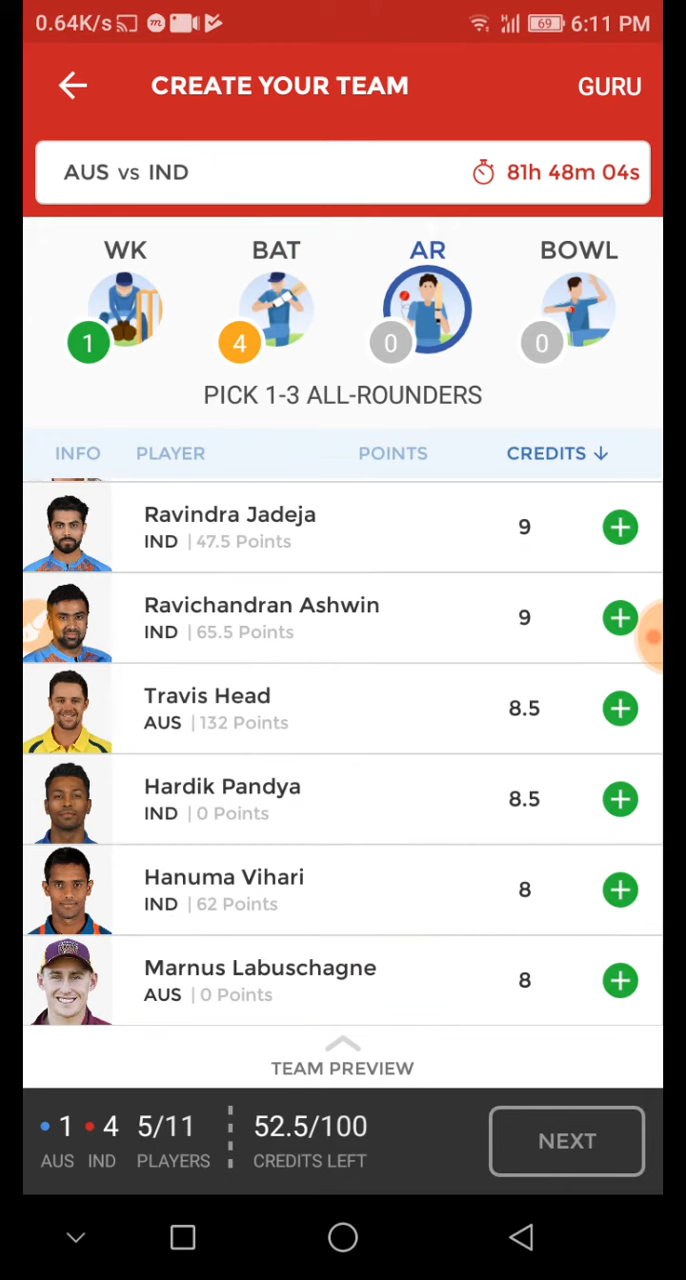 0.64K/s 69 6:11 PM
CREATE YOUR TEAM GURU
AUS vs IND 81h 48m 04s
WK BAT AR BOWL
1 4 0 0
PICK 1-3 ALL-ROUNDERS
INFO PLAYER POINTS CREDITS ↓
Ravindra Jadeja
IND | 47.5 Points 9
Ravichandran Ashwin
IND | 65.5 Points 9
Travis Head
AUS | 132 Points 8.5
Hardik Pandya
IND | 0 Points 8.5
Hanuma Vihari
IND | 62 Points 8
Marnus Labuschagne
AUS | 0 Points 8
TEAM PREVIEW
1 4 5/11 52.5/100 NEXT
AUS IND PLAYERS CREDITS LEFT